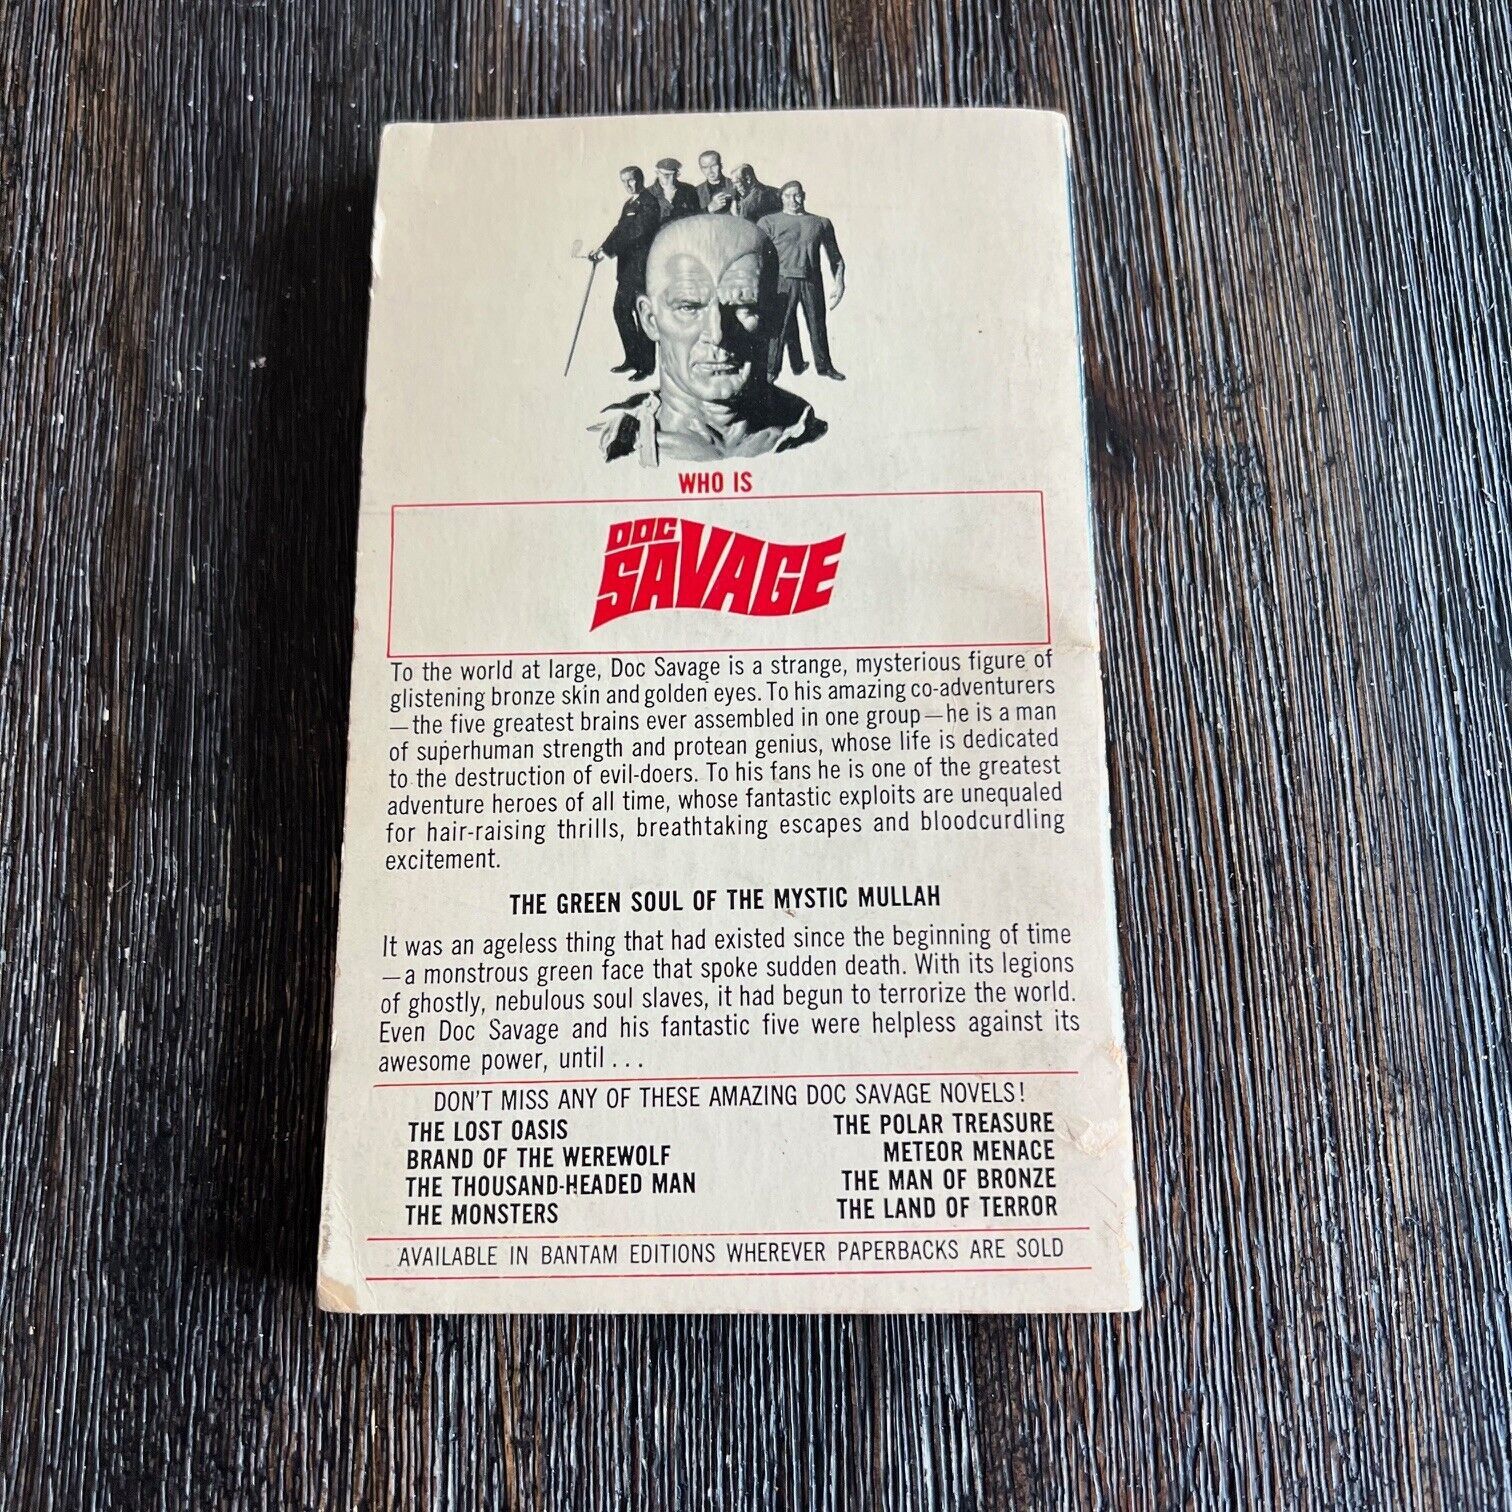 WHO IS
DOC
SAVAGE
To the world at large, Doc Savage is a strange, mysterious figure of
glistening bronze skin and golden eyes. To his amazing co-adventurers
—the five greatest brains ever assembled in one group—he is a man
of superhuman strength and protean genius, whose life is dedicated
to the destruction of evil-doers. To his fans he is one of the greatest
adventure heroes of all time, whose fantastic exploits are unequaled
for hair-raising thrills, breathtaking escapes and bloodcurdling
excitement.
THE GREEN SOUL OF THE MYSTIC MULLAH
It was an ageless thing that had existed since the beginning of time
—a monstrous green face that spoke sudden death. With its legions
of ghostly, nebulous soul slaves, it had begun to terrorize the world.
Even Doc Savage and his fantastic five were helpless against its
awesome power, until . . .
DON'T MISS ANY OF THESE AMAZING DOC SAVAGE NOVELS!
THE LOST OASIS
BRAND OF THE WEREWOLF
THE THOUSAND-HEADED MAN
THE MONSTERS
THE POLAR TREASURE
METEOR MENACE
THE MAN OF BRONZE
THE LAND OF TERROR
AVAILABLE IN BANTAM EDITIONS WHEREVER PAPERBACKS ARE SOLD